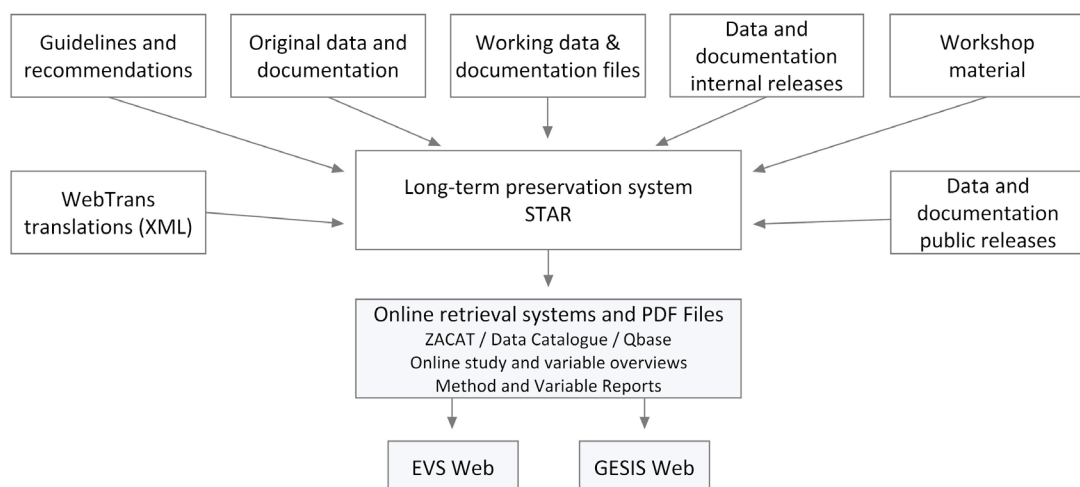 Guidelines and
recommendations
Original data and
documentation
Working data &
documentation files
Data and
documentation
internal releases
Workshop
material
WebTrans
translations (XML)
Long-term preservation system
STAR
Data and
documentation
public releases
Online retrieval systems and PDF Files
ZACAT / Data Catalogue / Qbase
Online study and variable overviews
Method and Variable Reports
EVS Web
GESIS Web